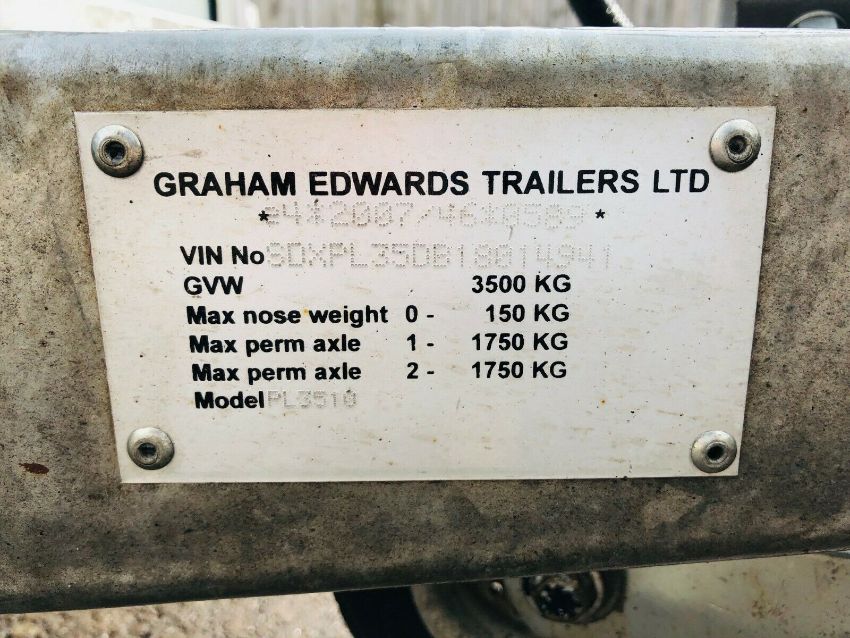 GRAHAM EDWARDS TRAILERS LTD
*e4*2007/46*0589*
VIN No SDXPL35DB18014941
GVW 3500 KG
Max nose weight 0 - 150 KG
Max perm axle 1 - 1750 KG
Max perm axle 2 - 1750 KG
Model PL3510